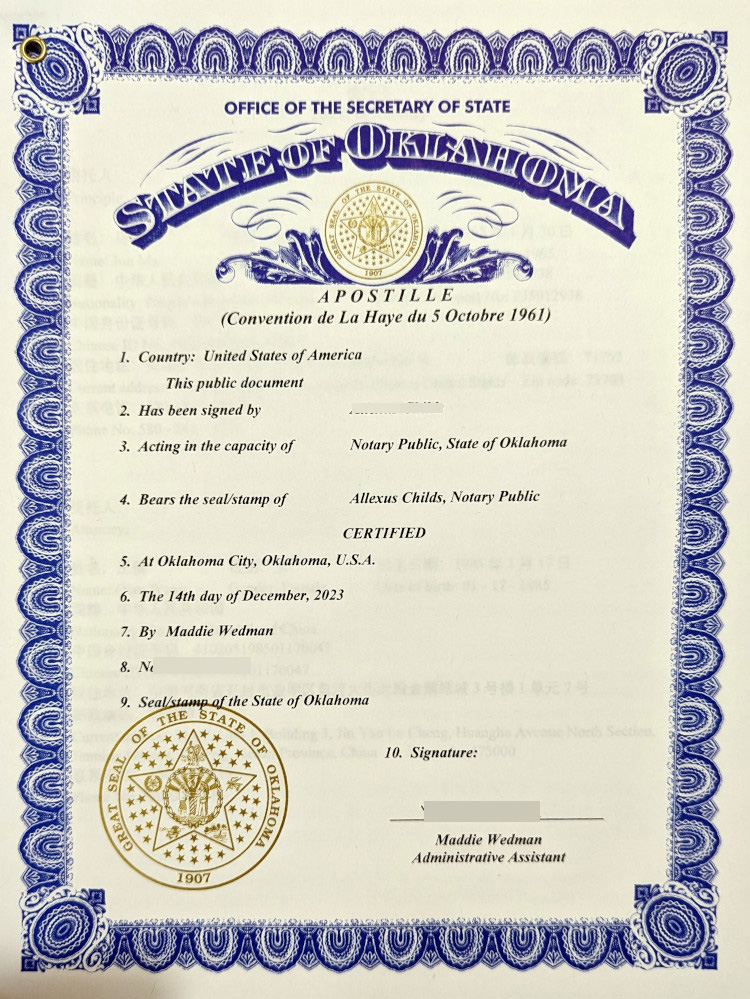 OFFICE OF THE SECRETARY OF STATE
STATE OF OKLAHOMA
GREAT SEAL OF THE STATE OF OKLAHOMA
1907
APOSTILLE
(Convention de La Haye du 5 Octobre 1961)
1. Country: United States of America
This public document
2. Has been signed by
3. Acting in the capacity of Notary Public, State of Oklahoma
4. Bears the seal/stamp of Allexus Childs, Notary Public
CERTIFIED
5. At Oklahoma City, Oklahoma, U.S.A.
6. The 14th day of December, 2023
7. By Maddie Wedman
8.
9. Seal/stamp of the State of Oklahoma
GREAT SEAL OF THE STATE OF OKLAHOMA
1907
10. Signature:
Maddie Wedman
Administrative Assistant